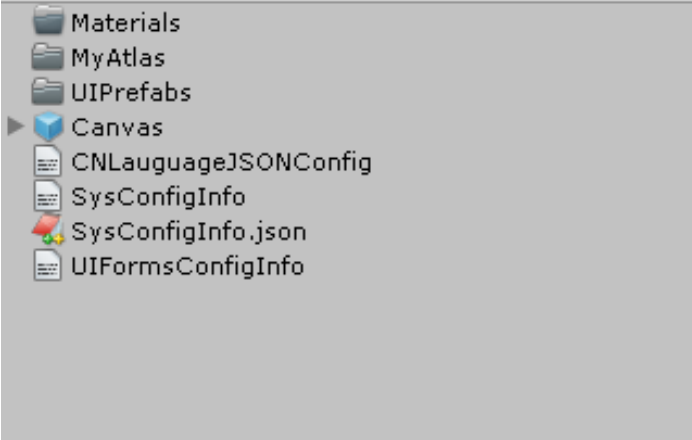 Materials
MyAtlas
UIPrefabs
Canvas
CNLauguageJSONConfig
SysConfigInfo
SysConfigInfo.json
UIFormsConfigInfo